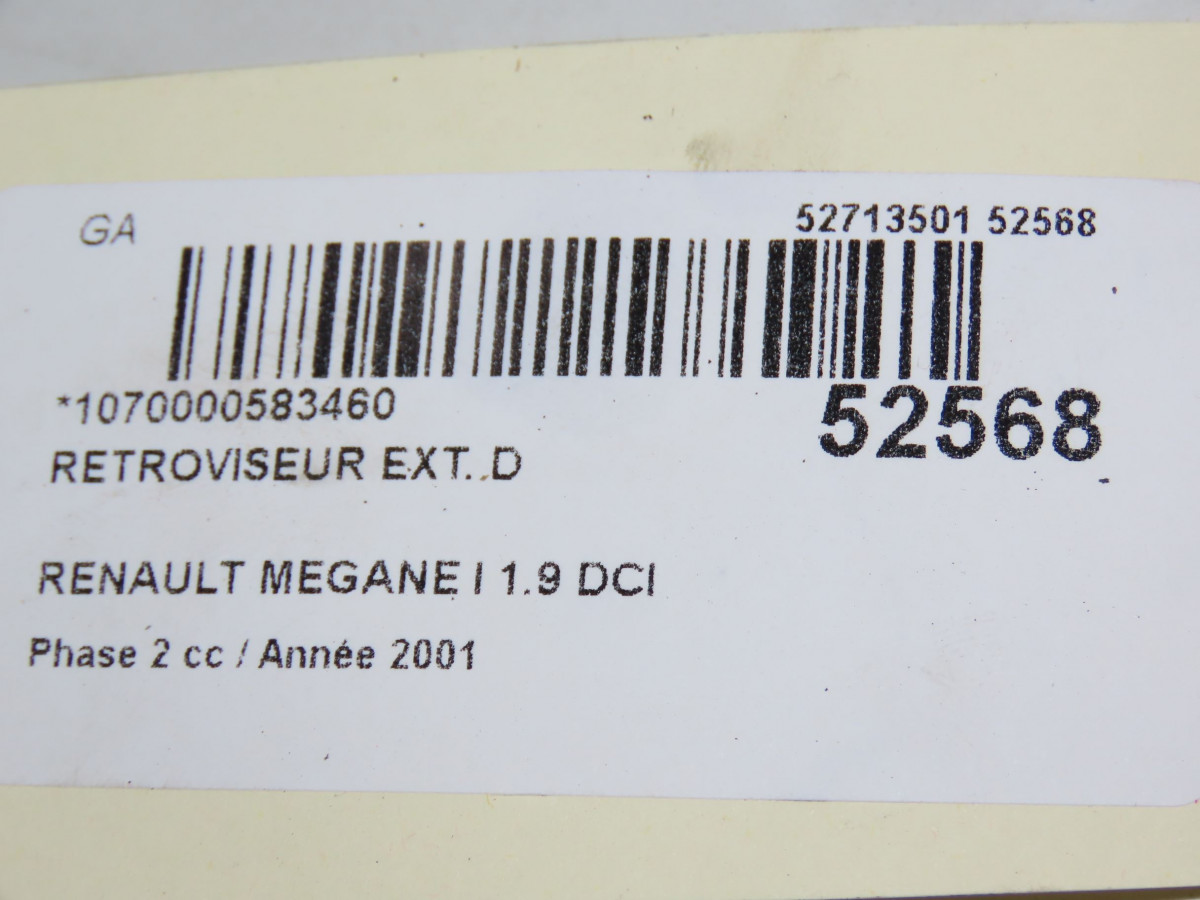 GA
52713501 52568
*1070000583460
52568
RETROVISEUR EXT. D
RENAULT MEGANE I 1.9 DCI
Phase 2 cc / Année 2001